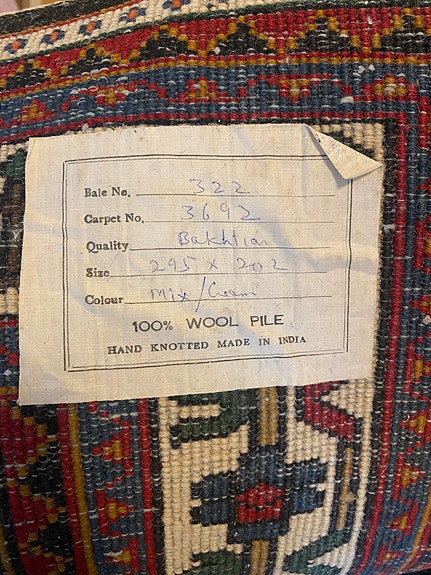 Bale No. 322
Carpet No. 3692
Quality Bakhtiar
Size 295 x 202
Colour Mix/Cream
100% WOOL PILE
HAND KNOTTED MADE IN INDIA